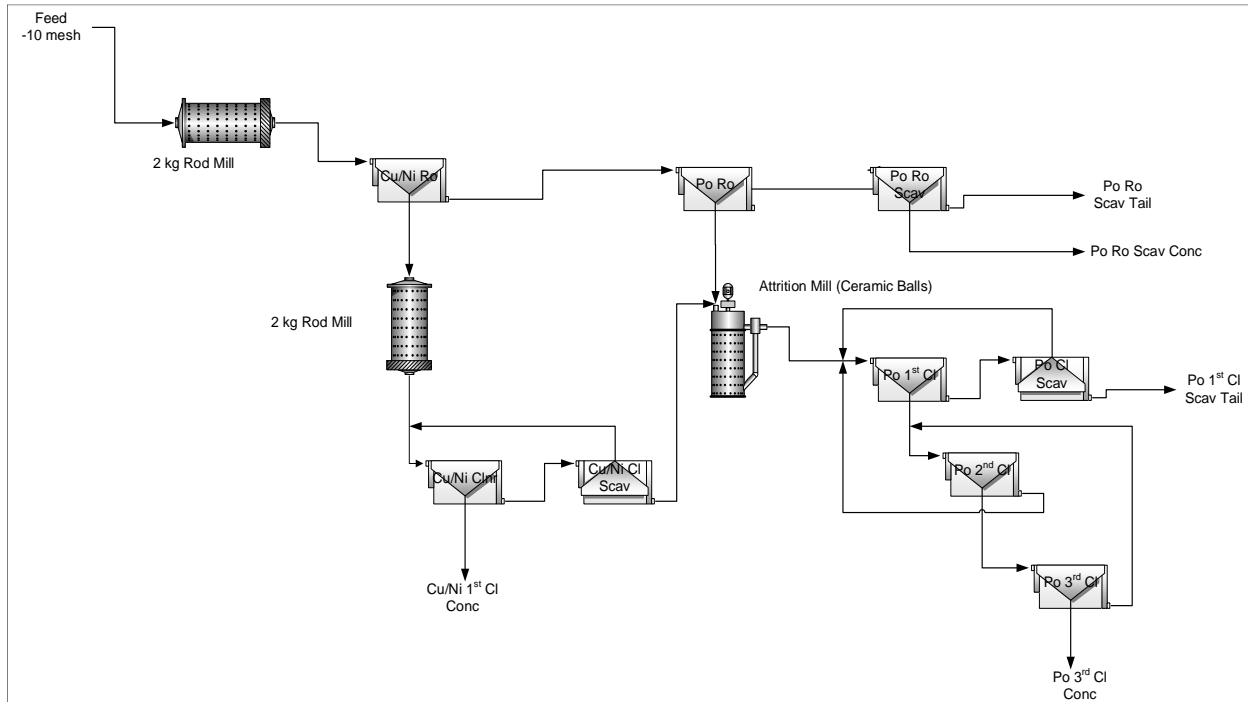 Feed
-10 mesh
2 kg Rod Mill
Cu/Ni Ro
Po Ro
Po Ro
Scav
Po Ro
Scav Tail
Po Ro Scav Conc
2 kg Rod Mill
Attrition Mill (Ceramic Balls)
Po 1st Cl
Po Cl
Scav
Po 1st Cl
Scav Tail
Cu/Ni Clnr
Cu/Ni Cl
Scav
Po 2nd Cl
Cu/Ni 1st Cl
Conc
Po 3rd Cl
Po 3rd Cl
Conc